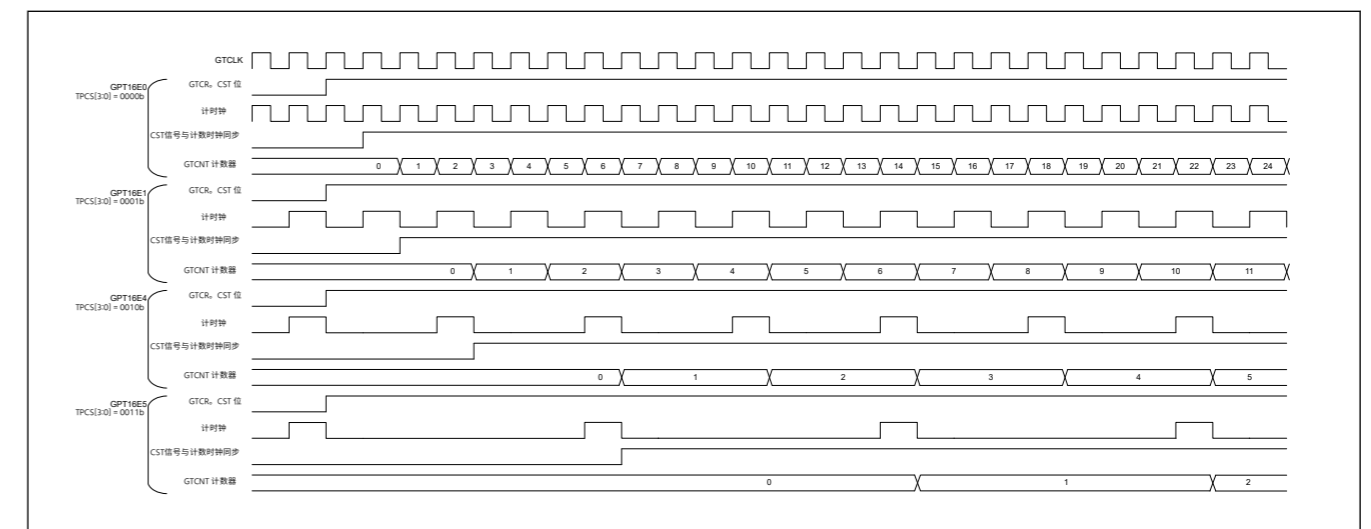 GTCLK
GPT16E0
TPCS[3:0] = 0000b
GTCR。CST 位
计时钟
CST信号与计数时钟同步
GTCNT 计数器
0 1 2 3 4 5 6 7 8 9 10 11 12 13 14 15 16 17 18 19 20 21 22 23 24
GPT16E1
TPCS[3:0] = 0001b
GTCR。CST 位
计时钟
CST信号与计数时钟同步
GTCNT 计数器
0 1 2 3 4 5 6 7 8 9 10 11
GPT16E4
TPCS[3:0] = 0010b
GTCR。CST 位
计时钟
CST信号与计数时钟同步
GTCNT 计数器
0 1 2 3 4 5
GPT16E5
TPCS[3:0] = 0011b
GTCR。CST 位
计时钟
CST信号与计数时钟同步
GTCNT 计数器
0 1 2